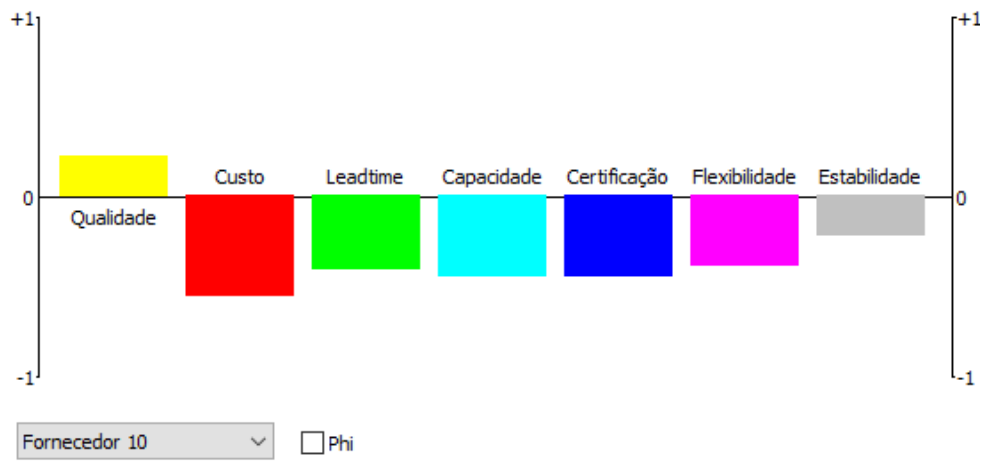 +1 +1
Custo Leadtime Capacidade Certificação Flexibilidade Estabilidade
0 0
Qualidade
-1 -1
Fornecedor 10 Phi